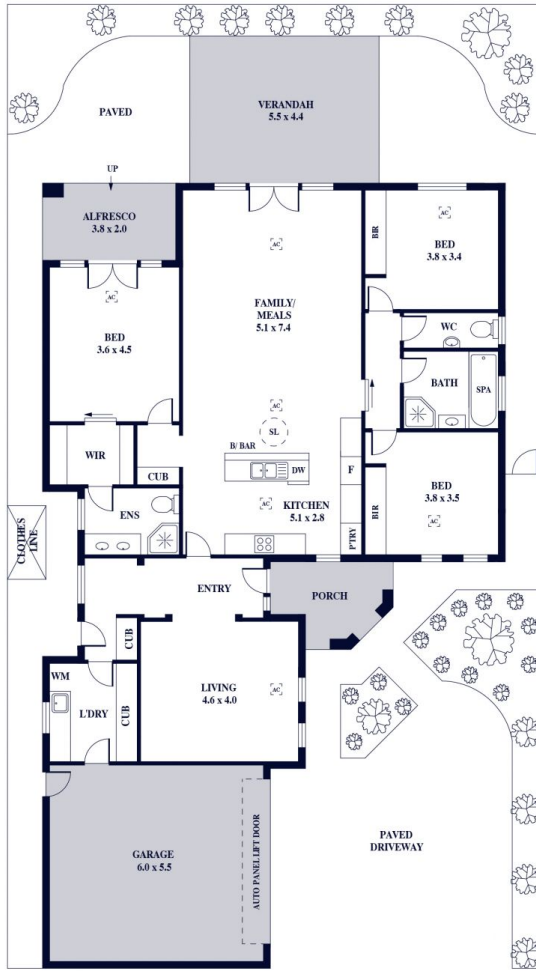 VERANDAH
5.5 x 4.4
PAVED
UP
ALFRESCO
3.8 x 2.0
AC
BIR
BED
3.8 x 3.4
AC
AC
FAMILY/
MEALS
5.1 x 7.4
BED
3.6 x 4.5
WC
BATH
SPA
AC
SL
B/ BAR
WIR
CUB
DW
F
BED
3.8 x 3.5
AC
BIR
ENS
AC
KITCHEN
5.1 x 2.8
PTRY
CLOTHES
LINE
ENTRY
PORCH
CUB
LIVING
4.6 x 4.0
AC
WM
L'DRY
CUB
GARAGE
6.0 x 5.5
AUTO PANEL LIFT DOOR
PAVED
DRIVEWAY